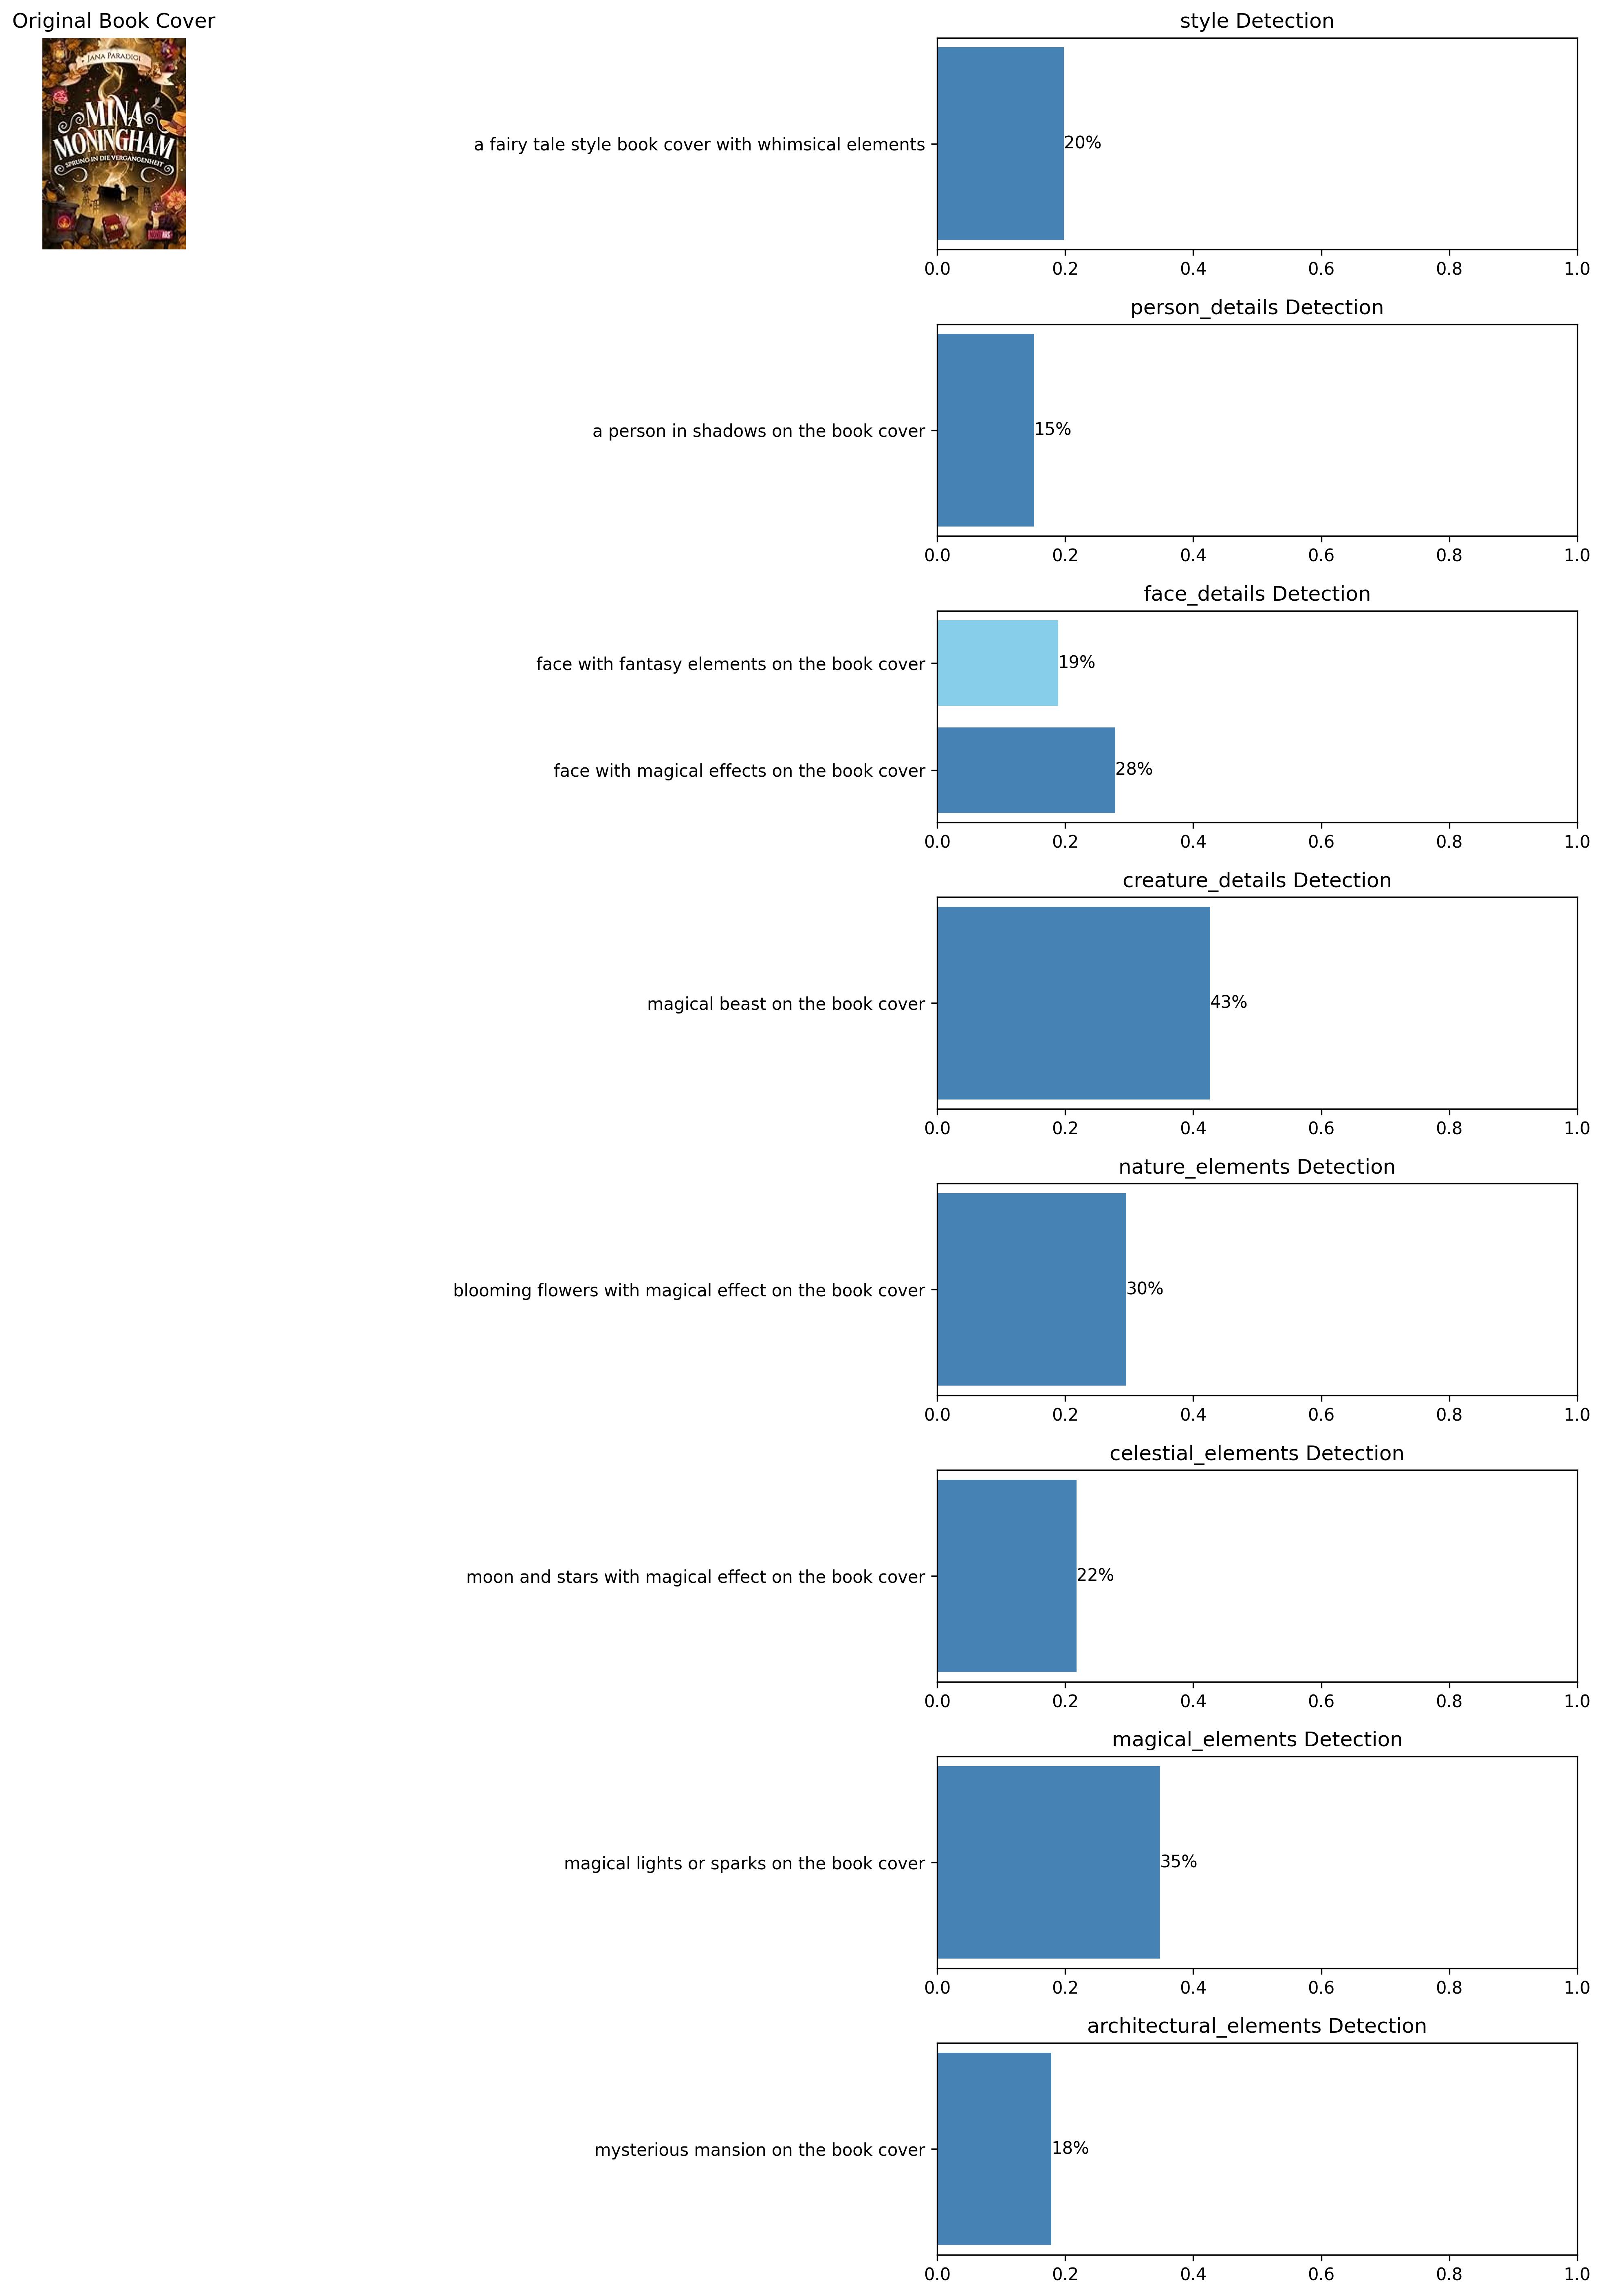 Original Book Cover
JANA PARADIGI
MINA
MONINGHAM
SPRUNG IN DIE VERGANGENHEIT
style Detection
a fairy tale style book cover with whimsical elements
20%
0.0 0.2 0.4 0.6 0.8 1.0
person_details Detection
a person in shadows on the book cover
15%
0.0 0.2 0.4 0.6 0.8 1.0
face_details Detection
face with fantasy elements on the book cover
19%
face with magical effects on the book cover
28%
0.0 0.2 0.4 0.6 0.8 1.0
creature_details Detection
magical beast on the book cover
43%
0.0 0.2 0.4 0.6 0.8 1.0
nature_elements Detection
blooming flowers with magical effect on the book cover
30%
0.0 0.2 0.4 0.6 0.8 1.0
celestial_elements Detection
moon and stars with magical effect on the book cover
22%
0.0 0.2 0.4 0.6 0.8 1.0
magical_elements Detection
magical lights or sparks on the book cover
35%
0.0 0.2 0.4 0.6 0.8 1.0
architectural_elements Detection
mysterious mansion on the book cover
18%
0.0 0.2 0.4 0.6 0.8 1.0